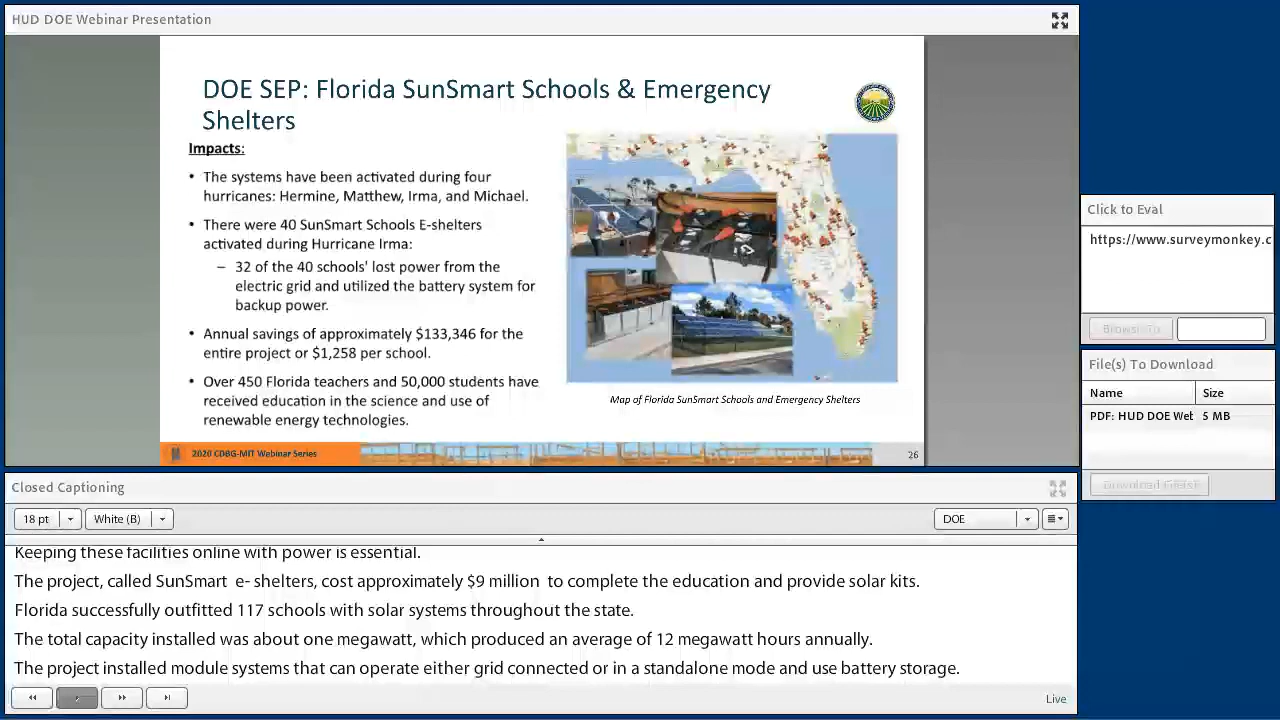 HUD DOE Webinar Presentation
DOE SEP: Florida SunSmart Schools & Emergency
Shelters
Impacts:
• The systems have been activated during four
hurricanes: Hermine, Matthew, Irma, and Michael.
• There were 40 SunSmart Schools E-shelters
activated during Hurricane Irma:
– 32 of the 40 schools' lost power from the
electric grid and utilized the battery system for
backup power.
• Annual savings of approximately $133,346 for the
entire project or $1,258 per school.
• Over 450 Florida teachers and 50,000 students have
received education in the science and use of
renewable energy technologies.
Map of Florida SunSmart Schools and Emergency Shelters
2020 CDBG-MIT Webinar Series
26
Click to Eval
https://www.surveymonkey.c
Browse To
File(s) To Download
Name Size
PDF: HUD DOE Wet 5 MB
Download File(s)
Closed Captioning
18 pt White (B) DOE
Keeping these facilities online with power is essential.
The project, called SunSmart e- shelters, cost approximately $9 million to complete the education and provide solar kits.
Florida successfully outfitted 117 schools with solar systems throughout the state.
The total capacity installed was about one megawatt, which produced an average of 12 megawatt hours annually.
The project installed module systems that can operate either grid connected or in a standalone mode and use battery storage.
Live